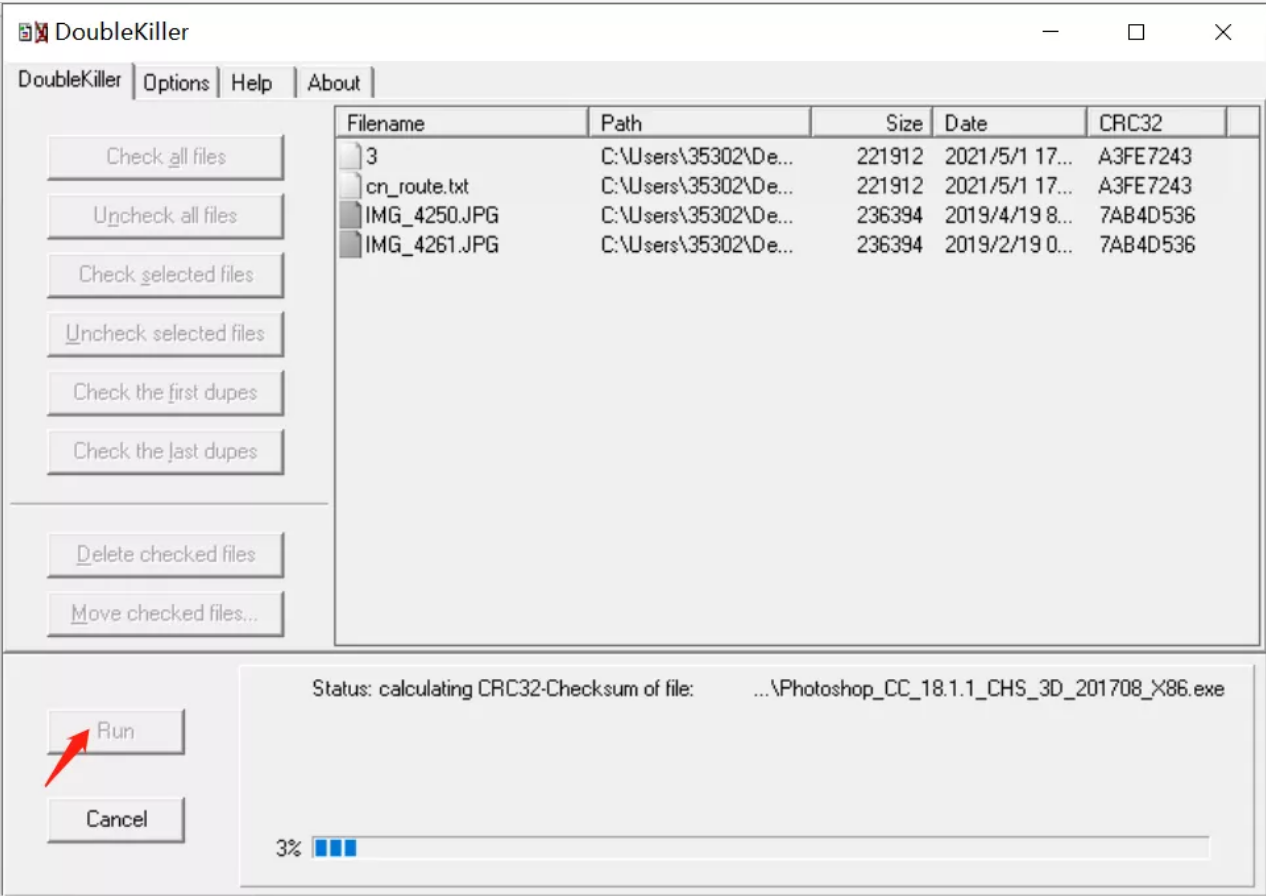 DoubleKiller
DoubleKiller Options Help About
Check all files
Uncheck all files
Check selected files
Uncheck selected files
Check the first dupes
Check the last dupes
Delete checked files
Move checked files...
Filename Path Size Date CRC32
3 C:\Users\35302\De... 221912 2021/5/1 17... A3FE7243
cn_route.txt C:\Users\35302\De... 221912 2021/5/1 17... A3FE7243
IMG_4250.JPG C:\Users\35302\De... 236394 2019/4/19 8... 7AB4D536
IMG_4261.JPG C:\Users\35302\De... 236394 2019/2/19 0... 7AB4D536
Run
Cancel
Status: calculating CRC32-Checksum of file: ...\Photoshop_CC_18.1.1_CHS_3D_201708_X86.exe
3%